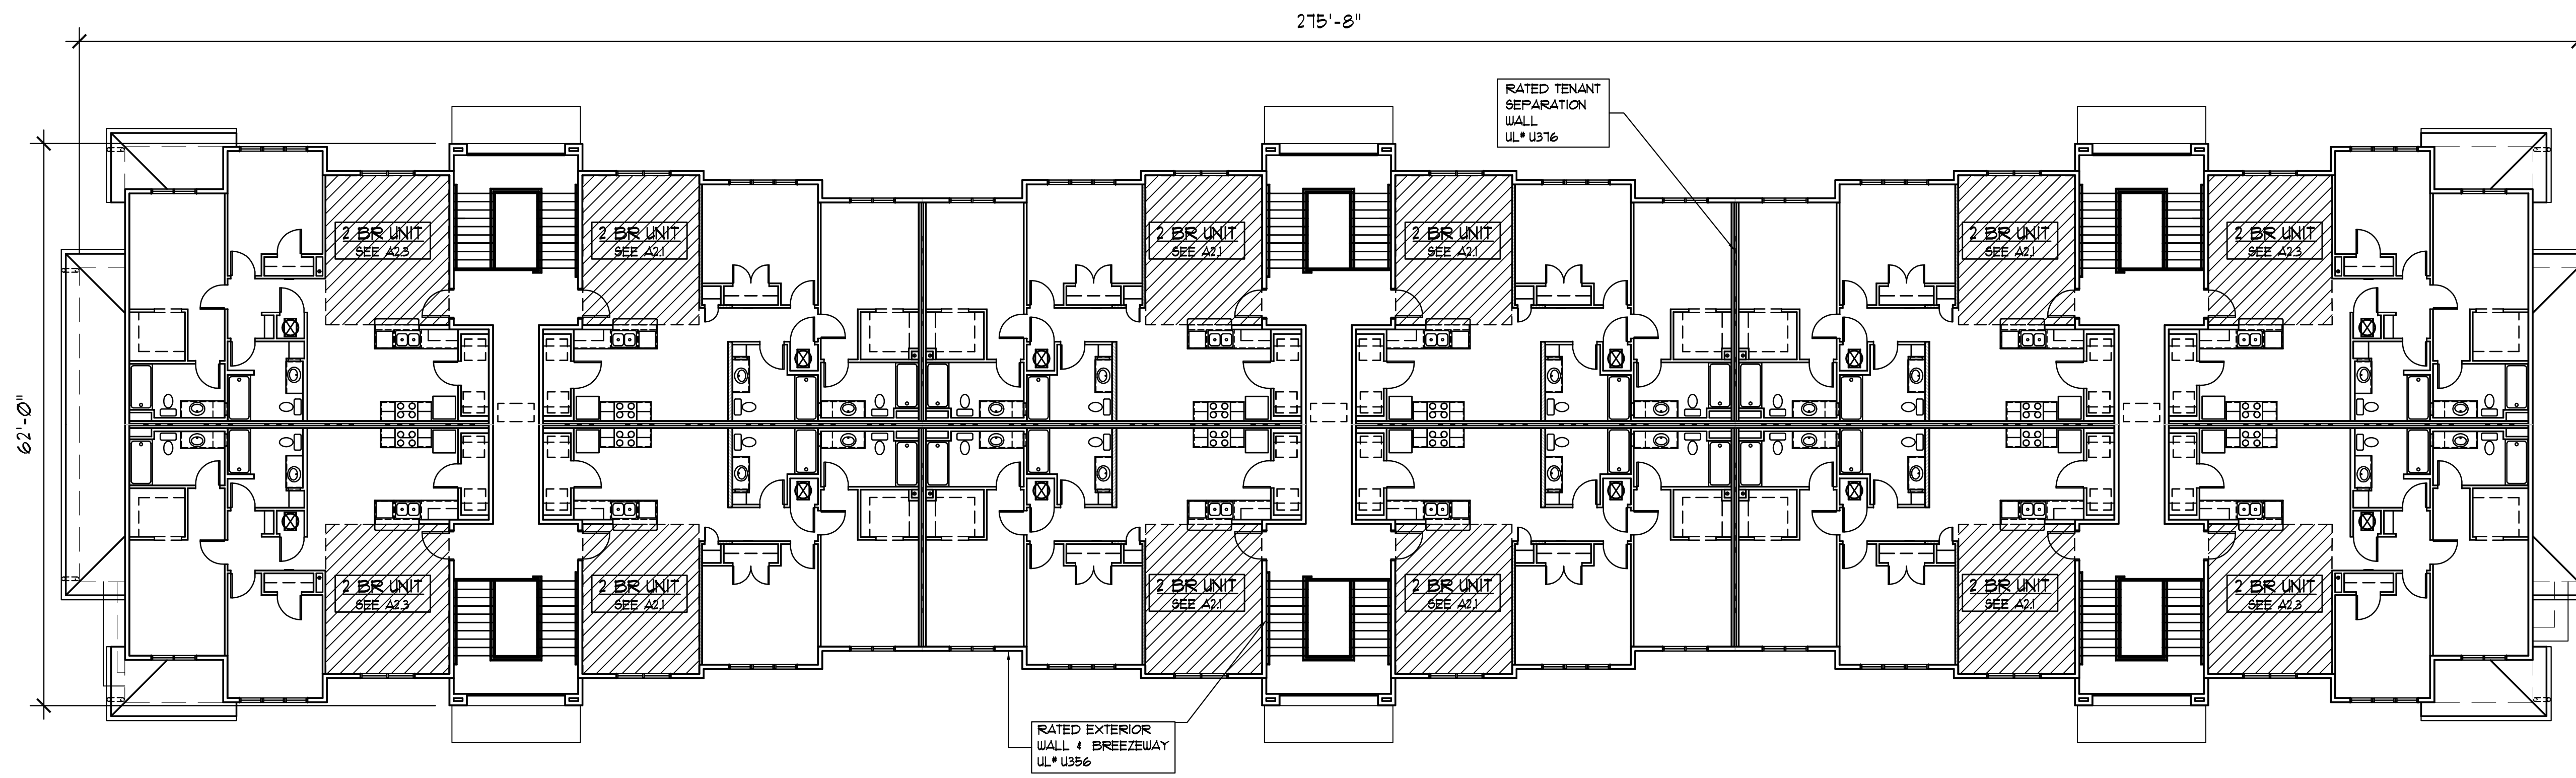 275'-8"
RATED TENANT
SEPARATION
WALL
UL# U376
62'-0"
2 BR UNIT
SEE A2.3
2 BR UNIT
SEE A2.1
2 BR UNIT
SEE A2.1
2 BR UNIT
SEE A2.1
2 BR UNIT
SEE A2.1
2 BR UNIT
SEE A2.3
2 BR UNIT
SEE A2.3
2 BR UNIT
SEE A2.1
2 BR UNIT
SEE A2.1
2 BR UNIT
SEE A2.1
2 BR UNIT
SEE A2.1
2 BR UNIT
SEE A2.3
RATED EXTERIOR
WALL & BREEZEWAY
UL# U356